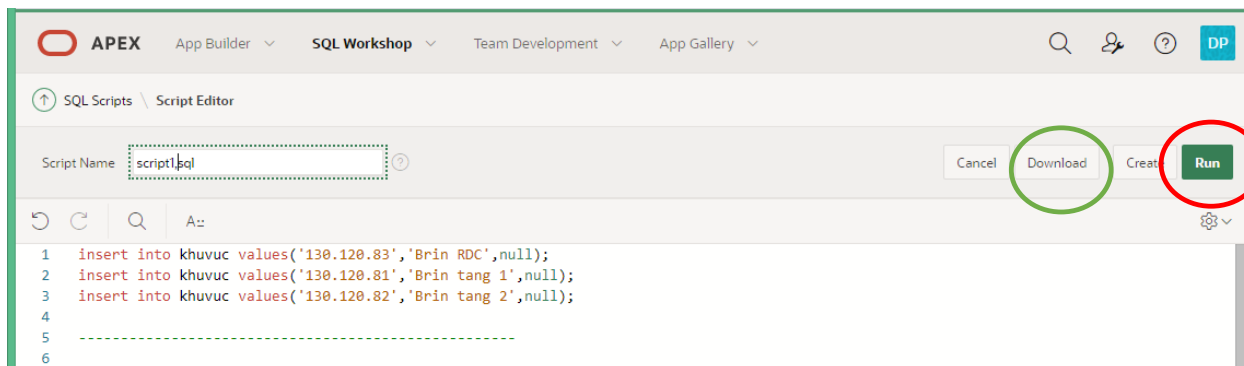 APEX App Builder SQL Workshop Team Development App Gallery DP
SQL Scripts \ Script Editor
Script Name script1.sql Cancel Download Create Run
A::
1 insert into khuvuc values('130.120.83','Brin RDC',null);
2 insert into khuvuc values('130.120.81','Brin tang 1',null);
3 insert into khuvuc values('130.120.82','Brin tang 2',null);
4
5 ----------------------------------------------------
6